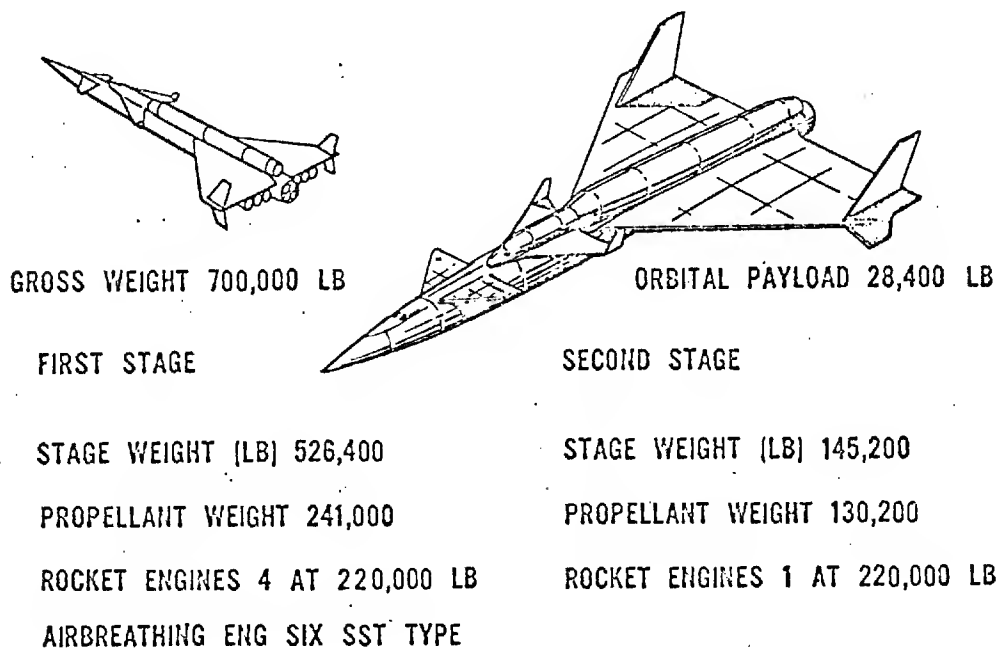 GROSS WEIGHT 700,000 LB
ORBITAL PAYLOAD 28,400 LB
FIRST STAGE
STAGE WEIGHT (LB) 526,400
PROPELLANT WEIGHT 241,000
ROCKET ENGINES 4 AT 220,000 LB
AIRBREATHING ENG SIX SST TYPE
SECOND STAGE
STAGE WEIGHT (LB) 145,200
PROPELLANT WEIGHT 130,200
ROCKET ENGINES 1 AT 220,000 LB